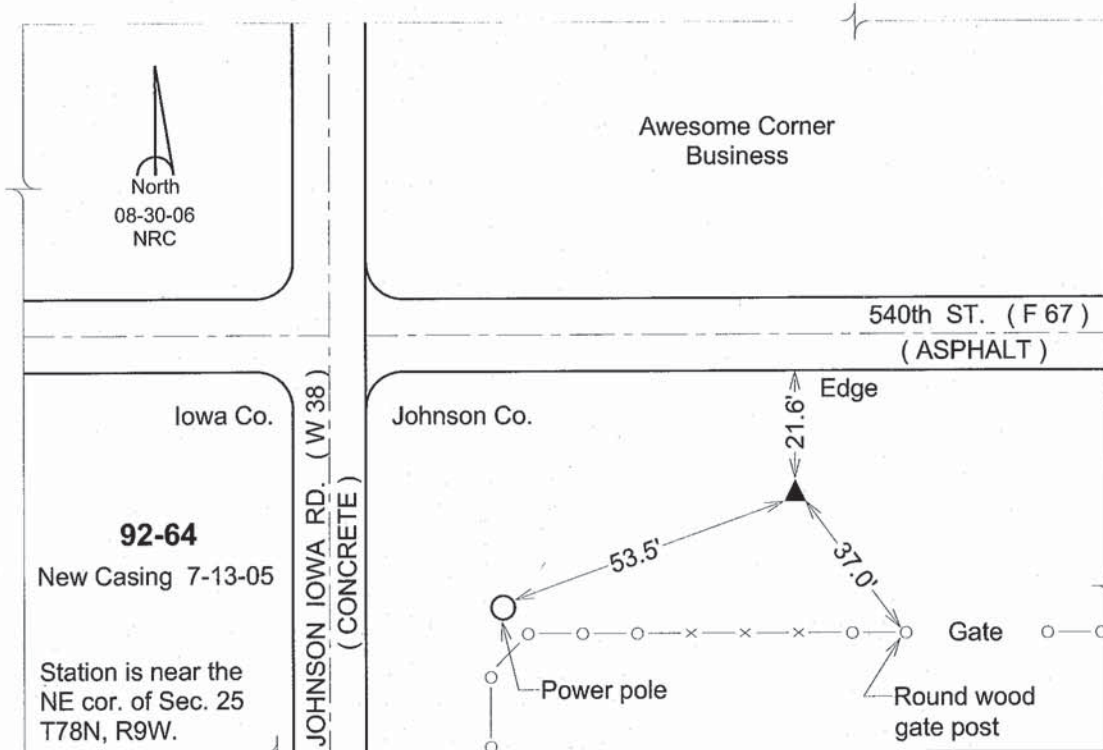 Awesome Corner
Business
North
08-30-06
NRC
540th ST. ( F 67 )
( ASPHALT )
Edge
Iowa Co.
Johnson Co.
JOHNSON IOWA RD. ( W 38 )
( CONCRETE )
21.6'
53.5'
37.0'
92-64
New Casing 7-13-05
Gate
Station is near the
NE cor. of Sec. 25
T78N, R9W.
Power pole
Round wood
gate post